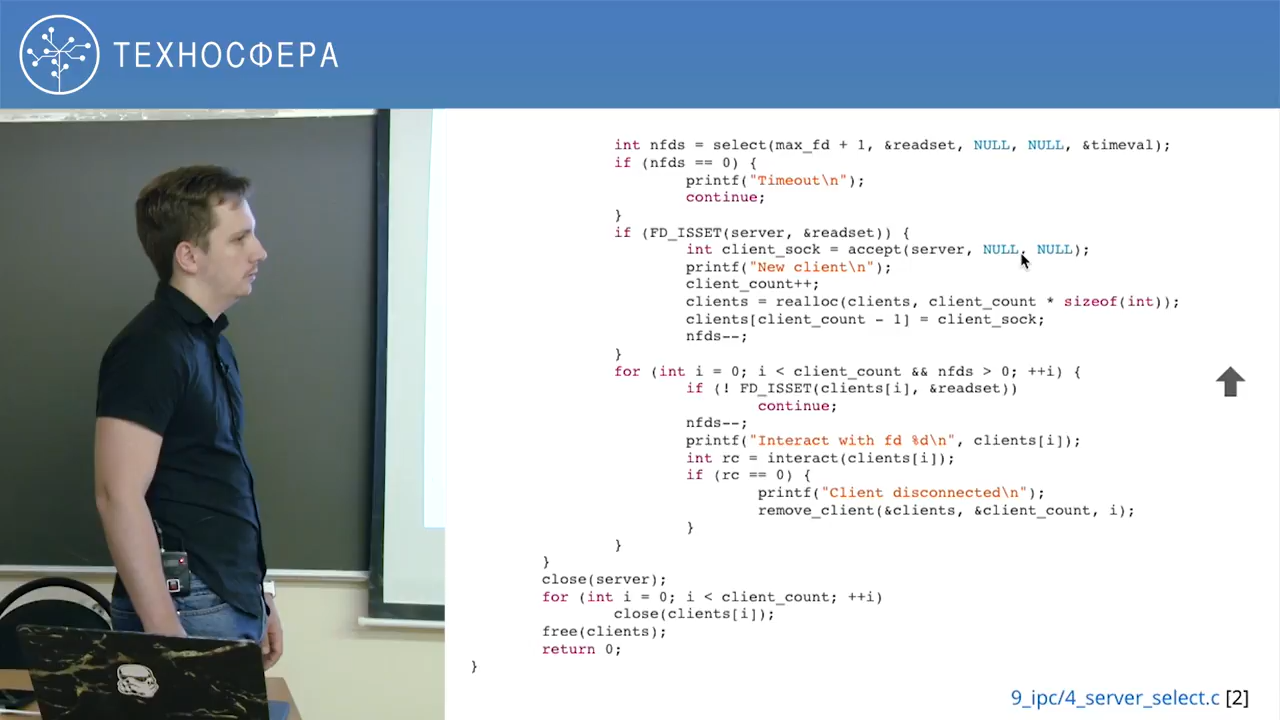 ТЕХНОСФЕРА
int nfds = select(max_fd + 1, &readset, NULL, NULL, &timeval);
if (nfds == 0) {
printf("Timeout\n");
continue;
}
if (FD_ISSET(server, &readset)) {
int client_sock = accept(server, NULL, NULL);
printf("New client\n");
client_count++;
clients = realloc(clients, client_count * sizeof(int));
clients[client_count - 1] = client_sock;
nfds--;
}
for (int i = 0; i < client_count && nfds > 0; ++i) {
if (! FD_ISSET(clients[i], &readset))
continue;
nfds--;
printf("Interact with fd %d\n", clients[i]);
int rc = interact(clients[i]);
if (rc == 0) {
printf("Client disconnected\n");
remove_client(&clients, &client_count, i);
}
}
}
close(server);
for (int i = 0; i < client_count; ++i)
close(clients[i]);
free(clients);
return 0;
}
9_ipc/4_server_select.c [2]